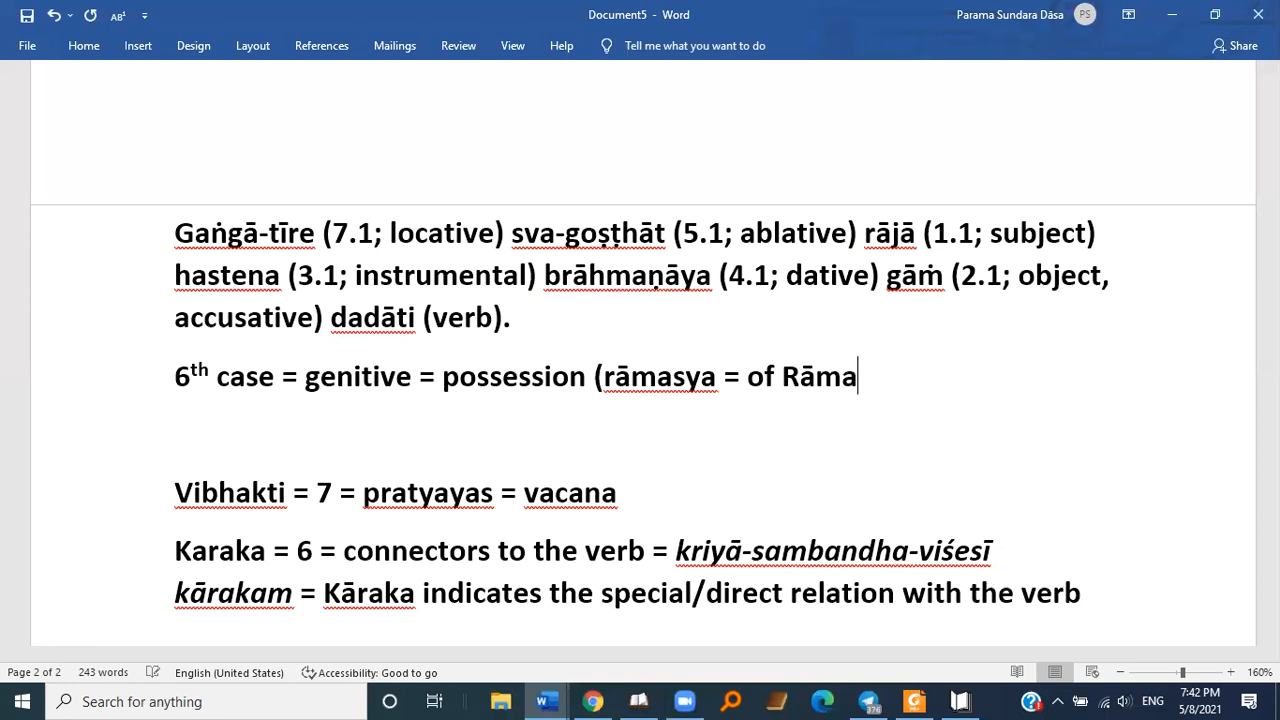 Document5 - Word
Parama Sundara Dāsa
PS
File Home Insert Design Layout References Mailings Review View Help Tell me what you want to do Share
Gaṅgā-tīre (7.1; locative) sva-goṣṭhāt (5.1; ablative) rājā (1.1; subject)
hastena (3.1; instrumental) brāhmaṇāya (4.1; dative) gāṁ (2.1; object,
accusative) dadāti (verb).
6th case = genitive = possession (rāmasya = of Rāma
Vibhakti = 7 = pratyayas = vacana
Karaka = 6 = connectors to the verb = kriyā-sambandha-viśesī
kārakam = Kāraka indicates the special/direct relation with the verb
Page 2 of 2 243 words English (United States) Accessibility: Good to go 160%
Search for anything
376
ENG
7:42 PM
5/8/2021